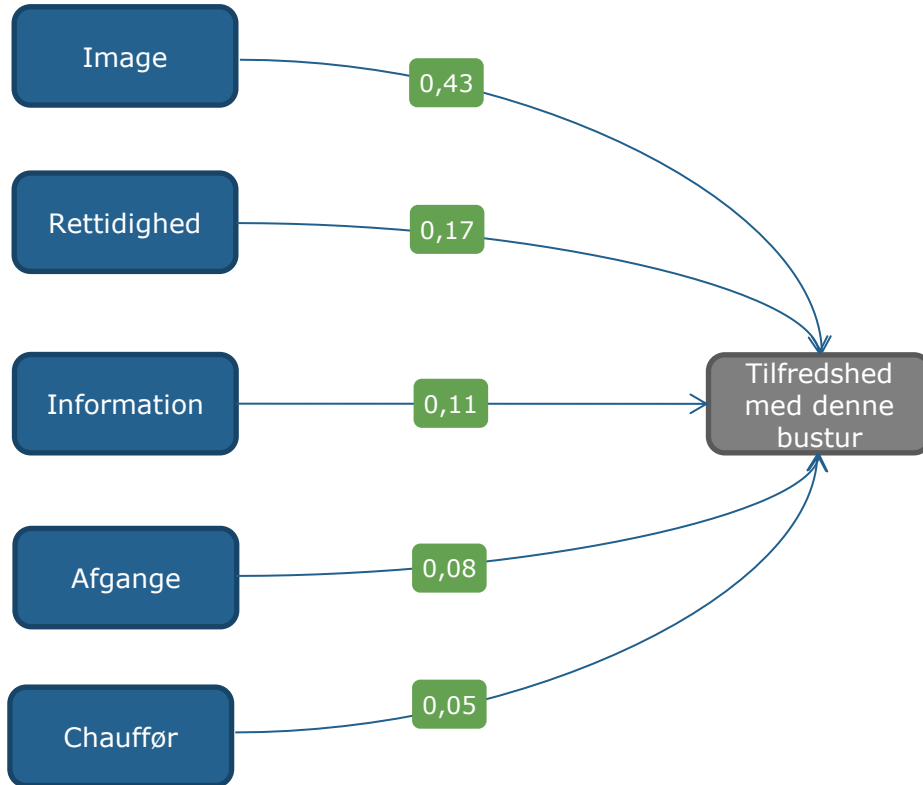 Image
0,43
Rettidighed
0,17
Information
0,11
Tilfredshed
med denne
bustur
Afgange
0,08
Chauffør
0,05